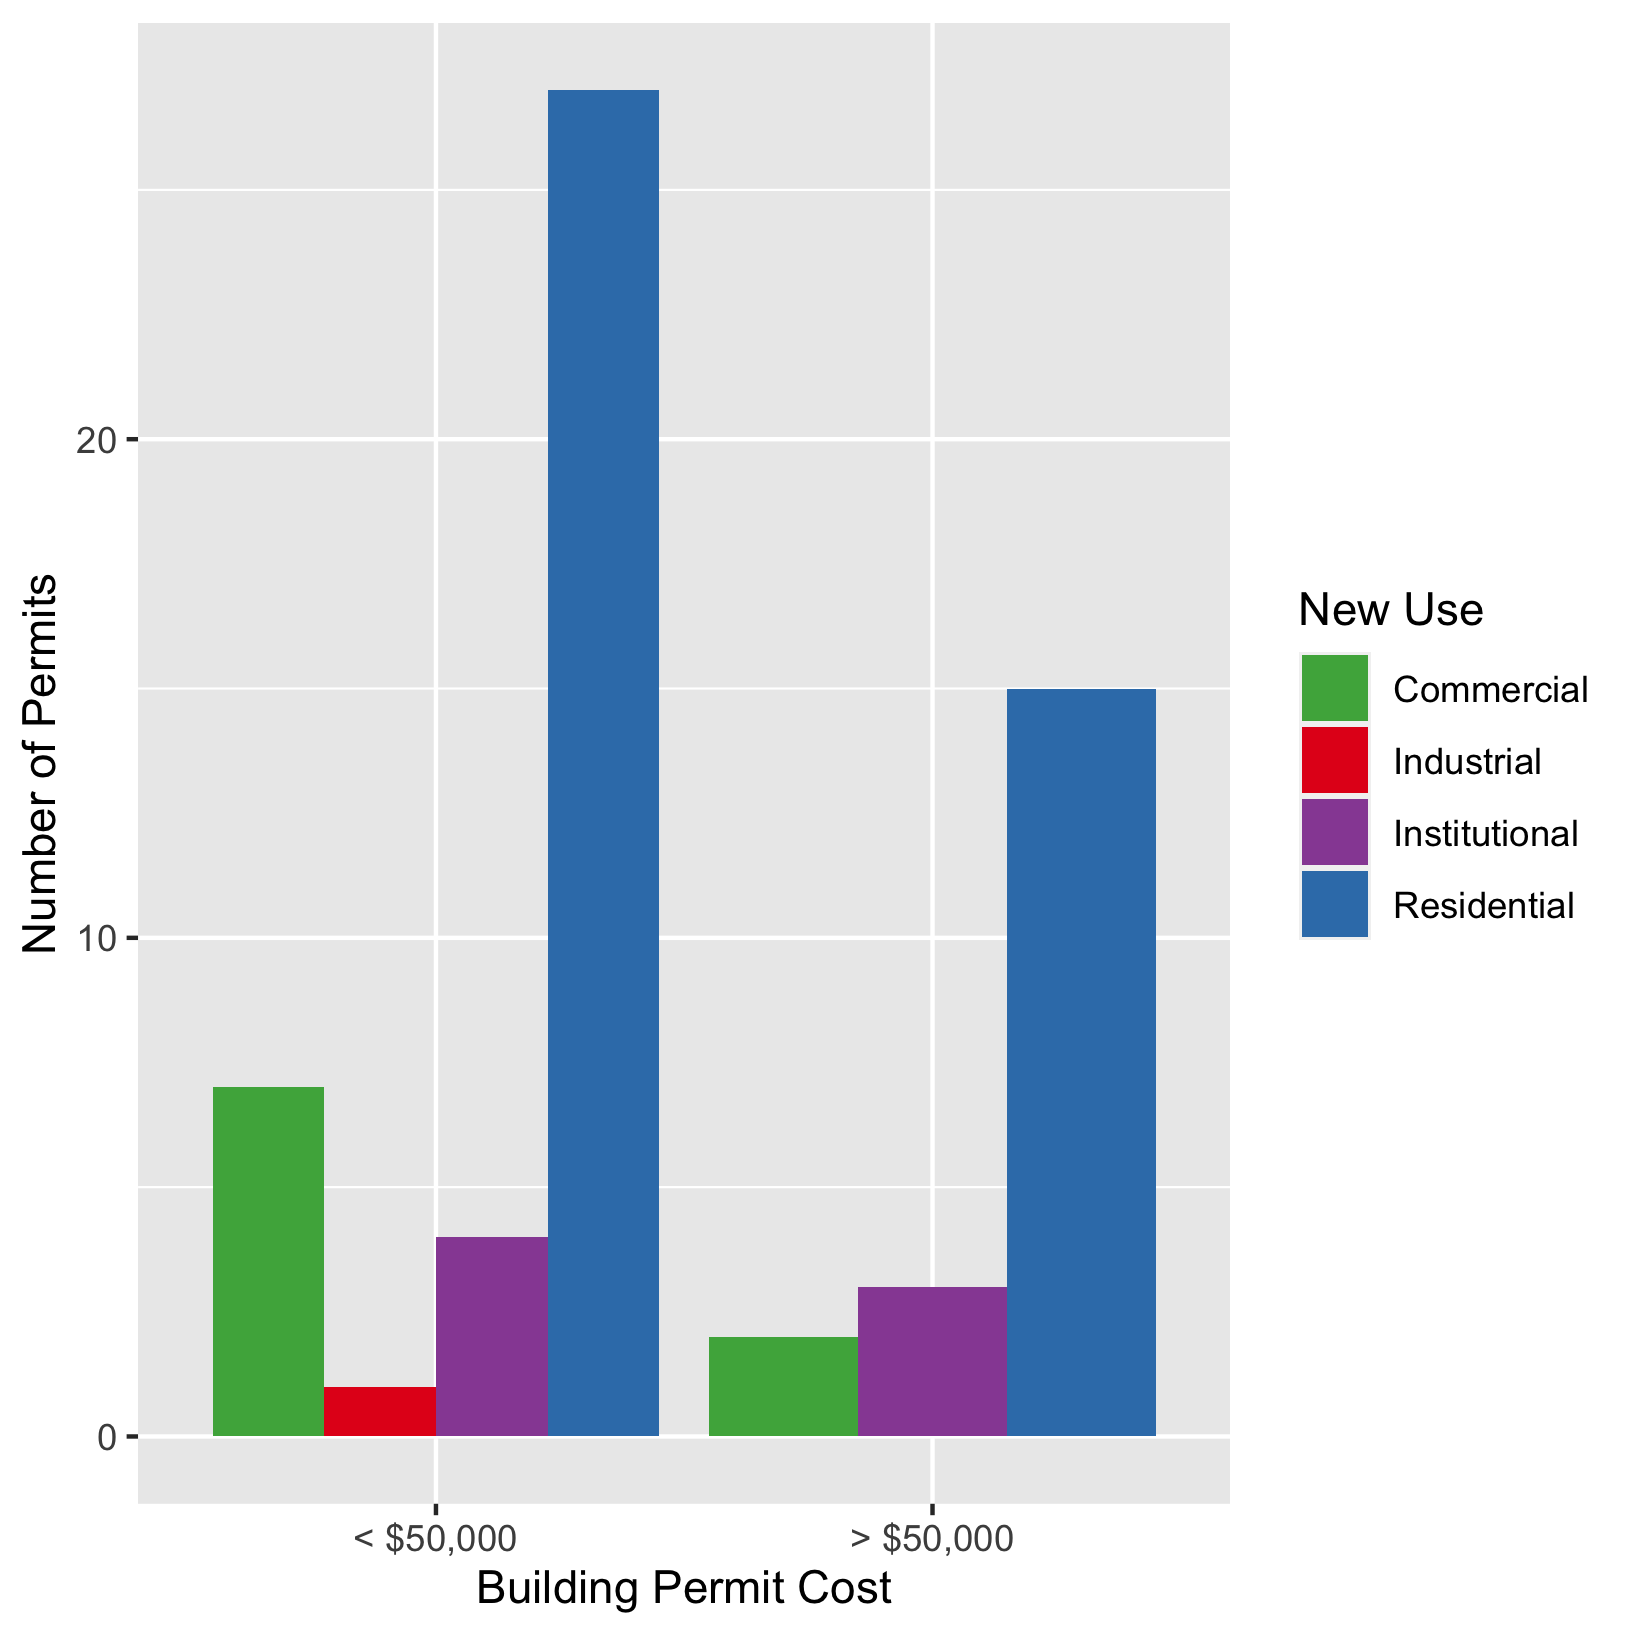 20
10
0
Number of Permits
< $50,000
> $50,000
Building Permit Cost
New Use
Commercial
Industrial
Institutional
Residential